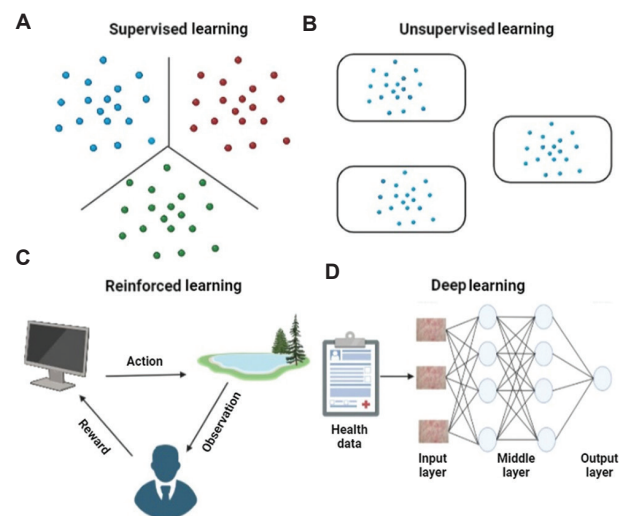 A
Supervised learning
B
Unsupervised learning
C
Reinforced learning
Action
Observation
Reward
D
Deep learning
Health
data
Input
layer
Middle
layer
Output
layer